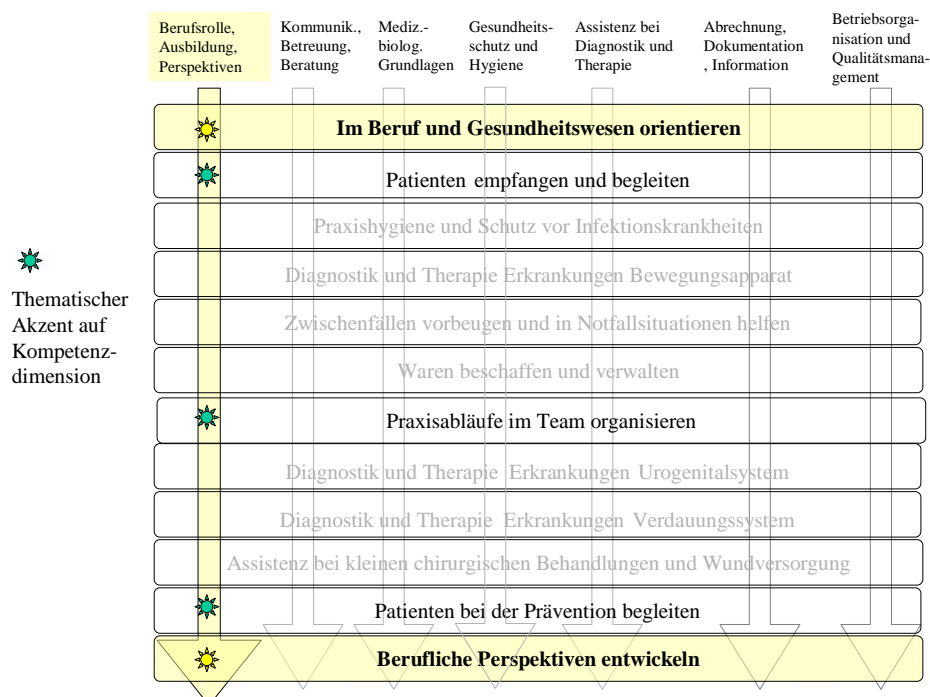 Berufsrolle,
Ausbildung,
Perspektiven
Kommunik.,
Betreuung,
Beratung
Mediz.-
biolog.
Grundlagen
Gesundheits-
schutz und
Hygiene
Assistenz bei
Diagnostik und
Therapie
Abrechnung,
Dokumentation
, Information
Betriebsorga-
nisation und
Qualitätsmana-
gement
Im Beruf und Gesundheitswesen orientieren
Patienten empfangen und begleiten
Praxishygiene und Schutz vor Infektionskrankheiten
Diagnostik und Therapie Erkrankungen Bewegungsapparat
Zwischenfällen vorbeugen und in Notfallsituationen helfen
Waren beschaffen und verwalten
Praxisabläufe im Team organisieren
Diagnostik und Therapie Erkrankungen Urogenitalsystem
Diagnostik und Therapie Erkrankungen Verdauungssystem
Assistenz bei kleinen chirurgischen Behandlungen und Wundversorgung
Patienten bei der Prävention begleiten
Berufliche Perspektiven entwickeln
Thematischer
Akzent auf
Kompetenz-
dimension